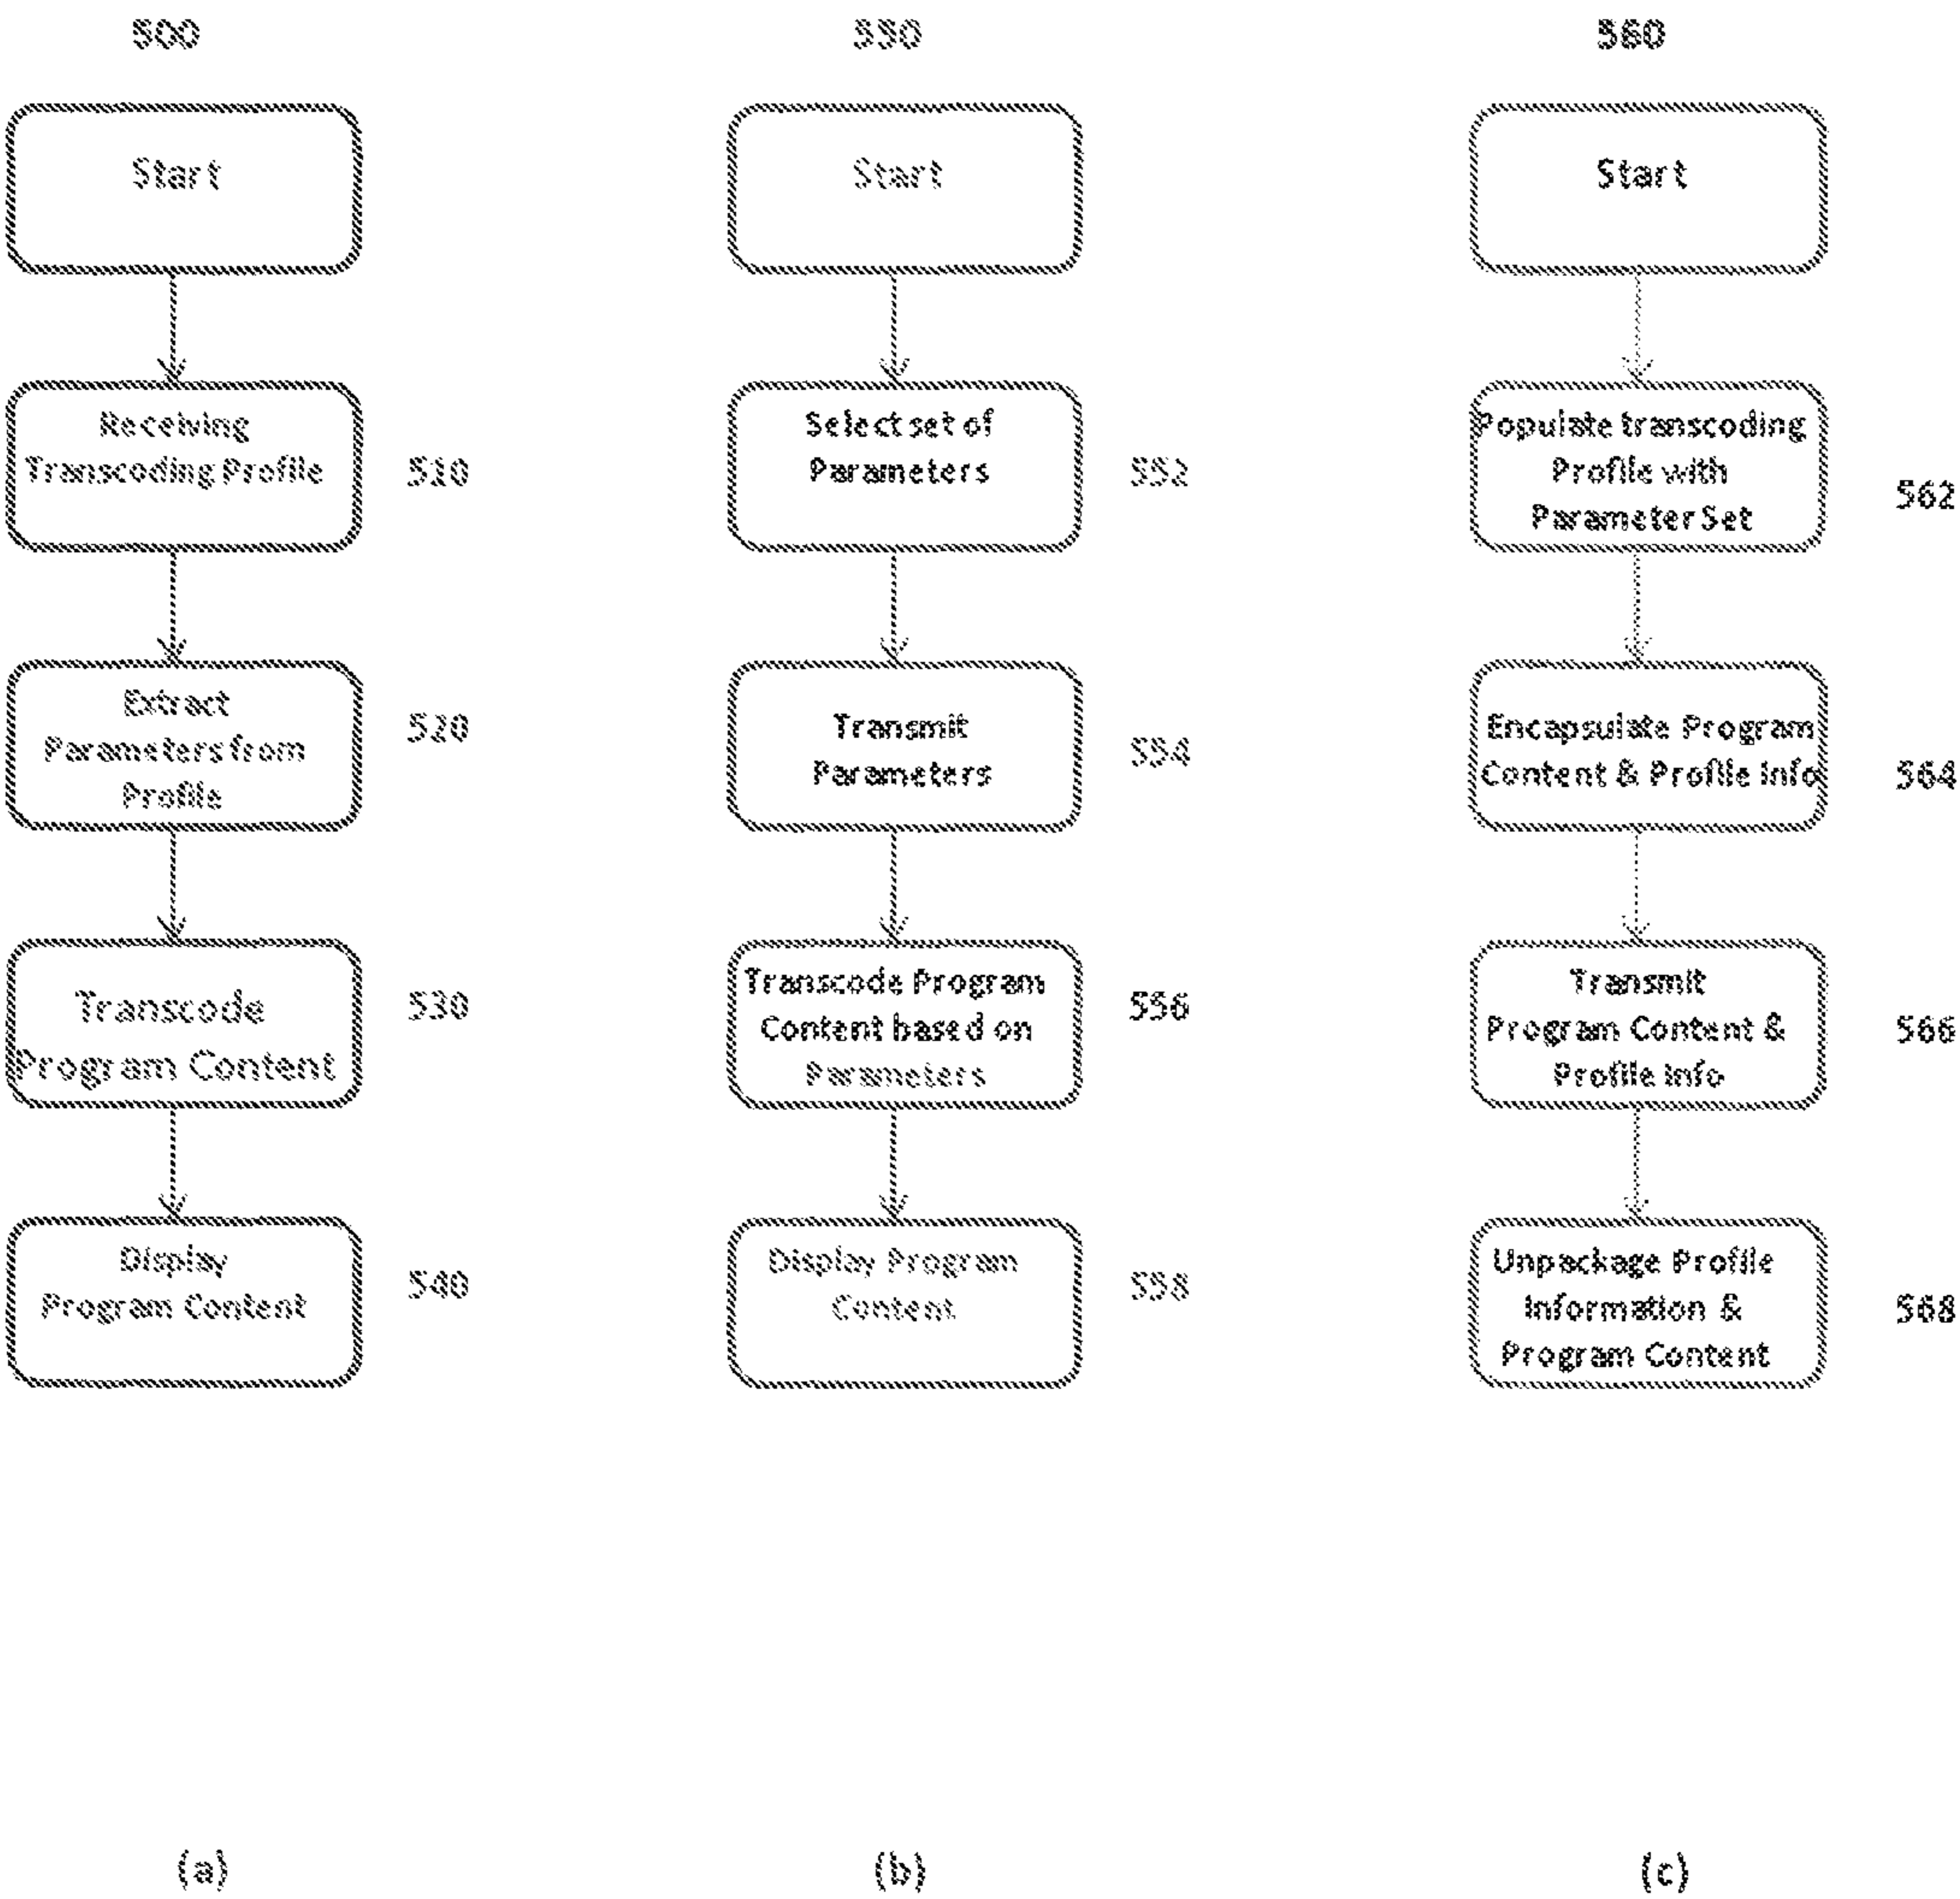 500
Start
Receiving
Transcoding Profile
510
Extract
Parameters from
Profile
520
Transcode
Program Content
530
Display
Program Content
540
(a)
550
Start
Select set of
Parameters
552
Transmit
Parameters
554
Transcode Program
Content based on
Parameters
556
Display Program
Content
558
(b)
560
Start
Populate transcoding
Profile with
Parameter Set
562
Encapsulate Program
Content & Profile Info
564
Transmit
Program Content &
Profile Info
566
Unpackage Profile
Information &
Program Content
568
(c)